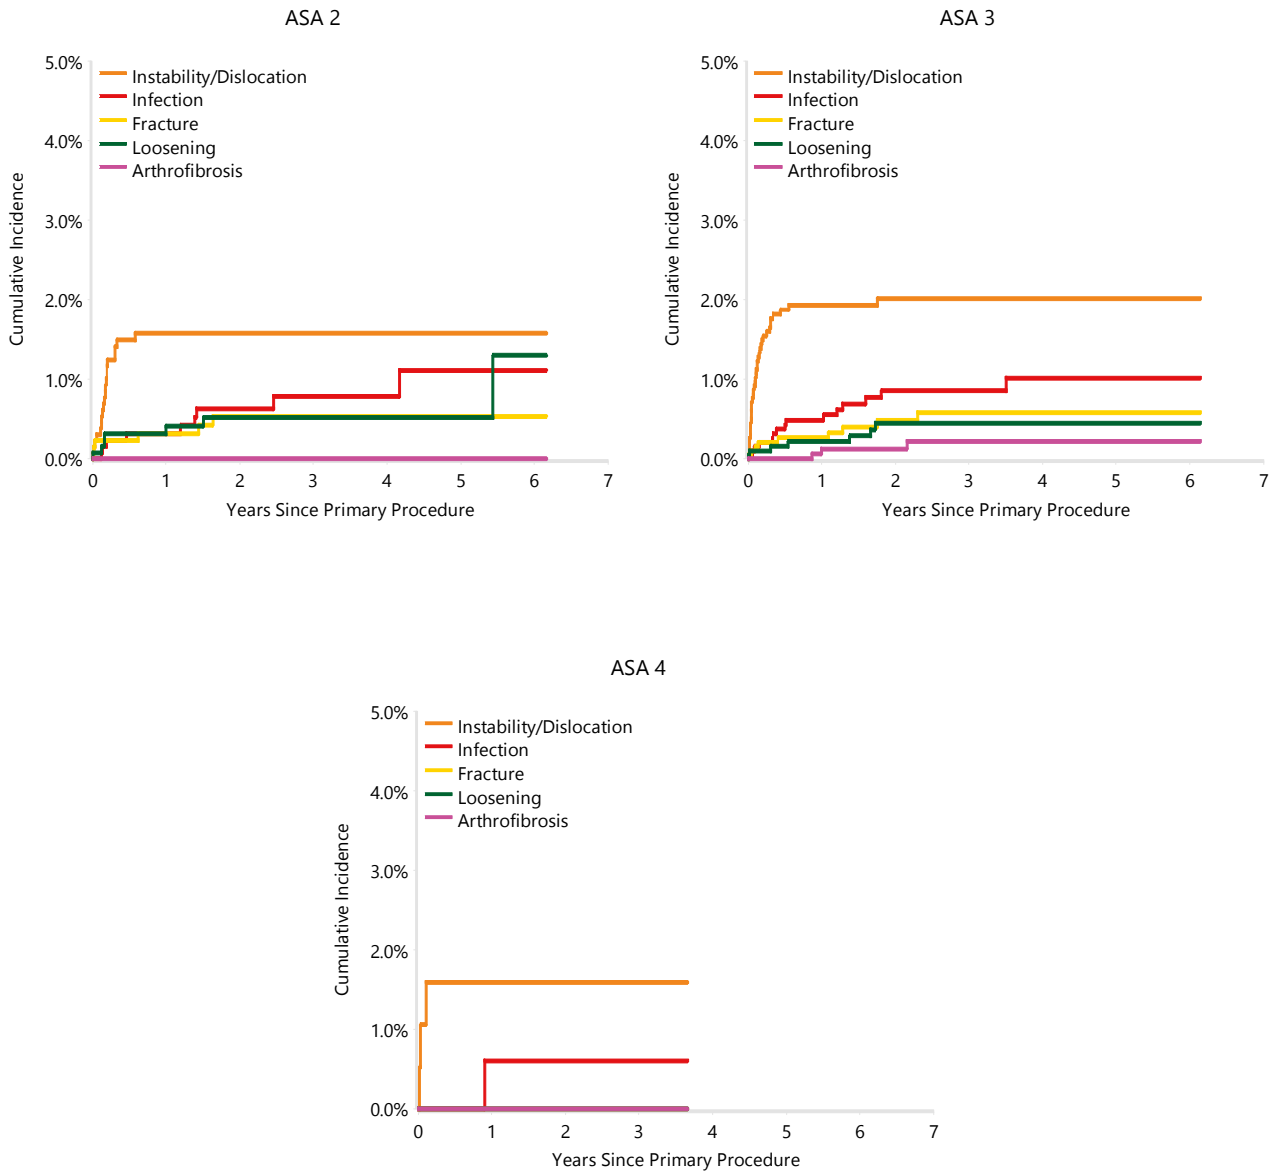 ASA 2
5.0%
4.0%
3.0%
2.0%
1.0%
0.0%
Cumulative Incidence
Instability/Dislocation
Infection
Fracture
Loosening
Arthrofibrosis
0 1 2 3 4 5 6 7
Years Since Primary Procedure
ASA 3
5.0%
4.0%
3.0%
2.0%
1.0%
0.0%
Cumulative Incidence
Instability/Dislocation
Infection
Fracture
Loosening
Arthrofibrosis
0 1 2 3 4 5 6 7
Years Since Primary Procedure
ASA 4
5.0%
4.0%
3.0%
2.0%
1.0%
0.0%
Cumulative Incidence
Instability/Dislocation
Infection
Fracture
Loosening
Arthrofibrosis
0 1 2 3 4 5 6 7
Years Since Primary Procedure